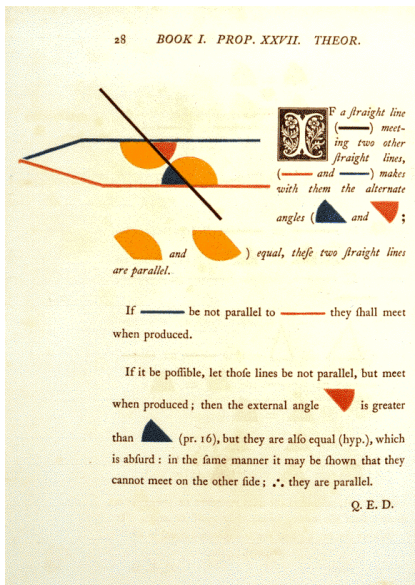 28 BOOK I. PROP. XXVII. THEOR.
IF a ſtraight line
( ) meet-
ing two other
ſtraight lines,
( and ) makes
with them the alternate
angles ( and ;
and ) equal, theſe two ſtraight lines
are parallel.
If be not parallel to they ſhall meet
when produced.
If it be poſſible, let thoſe lines be not parallel, but meet
when produced; then the external angle is greater
than (pr. 16), but they are alſo equal (hyp.), which
is abſurd: in the ſame manner it may be ſhown that they
cannot meet on the other ſide; ∴ they are parallel.
Q. E. D.